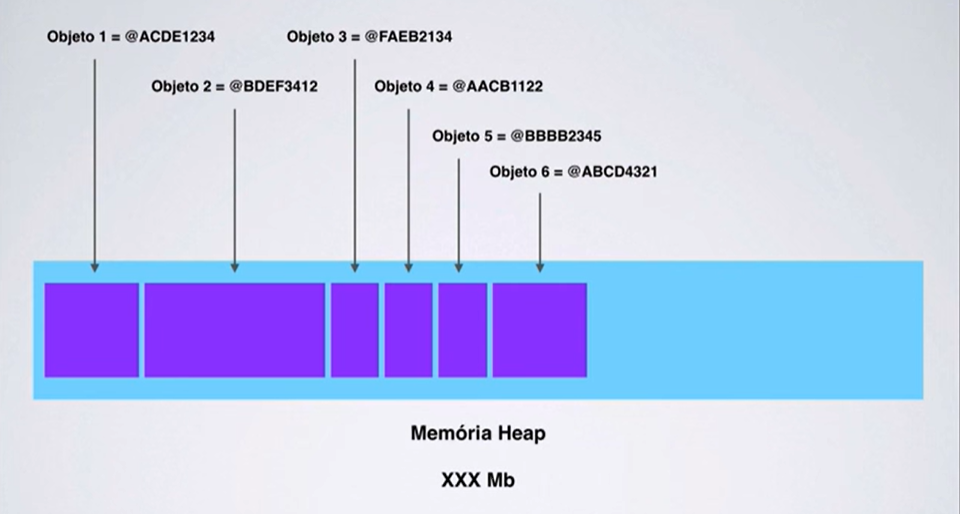 Objeto 1 = @ACDE1234
Objeto 3 = @FAEB2134
Objeto 2 = @BDEF3412
Objeto 4 = @AACB1122
Objeto 5 = @BBBB2345
Objeto 6 = @ABCD4321
Memória Heap
XXX Mb